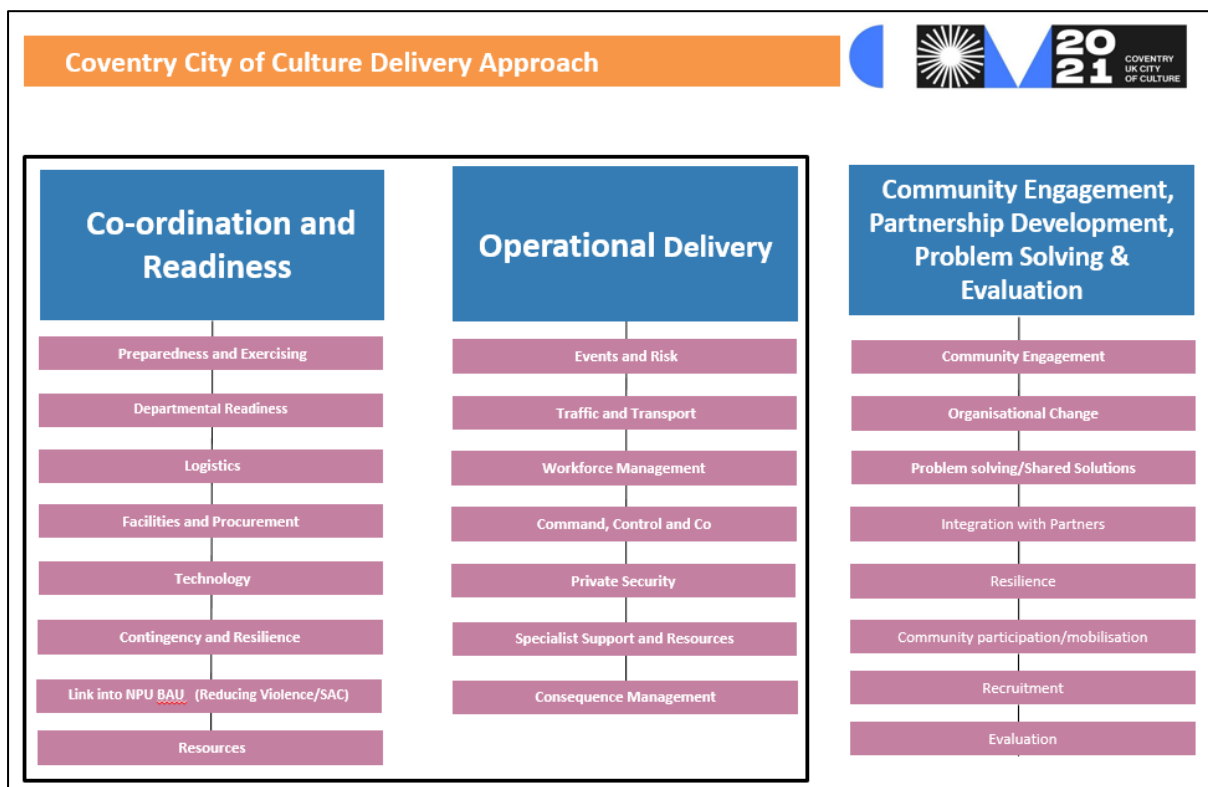 Coventry City of Culture Delivery Approach
20
21
COVENTRY
UK CITY
OF CULTURE
Co-ordination and
Readiness
Preparedness and Exercising
Departmental Readiness
Logistics
Facilities and Procurement
Technology
Contingency and Resilience
Link into NPU BAU (Reducing Violence/SAC)
Resources
Operational Delivery
Events and Risk
Traffic and Transport
Workforce Management
Command, Control and Co
Private Security
Specialist Support and Resources
Consequence Management
Community Engagement,
Partnership Development,
Problem Solving &
Evaluation
Community Engagement
Organisational Change
Problem solving/Shared Solutions
Integration with Partners
Resilience
Community participation/mobilisation
Recruitment
Evaluation